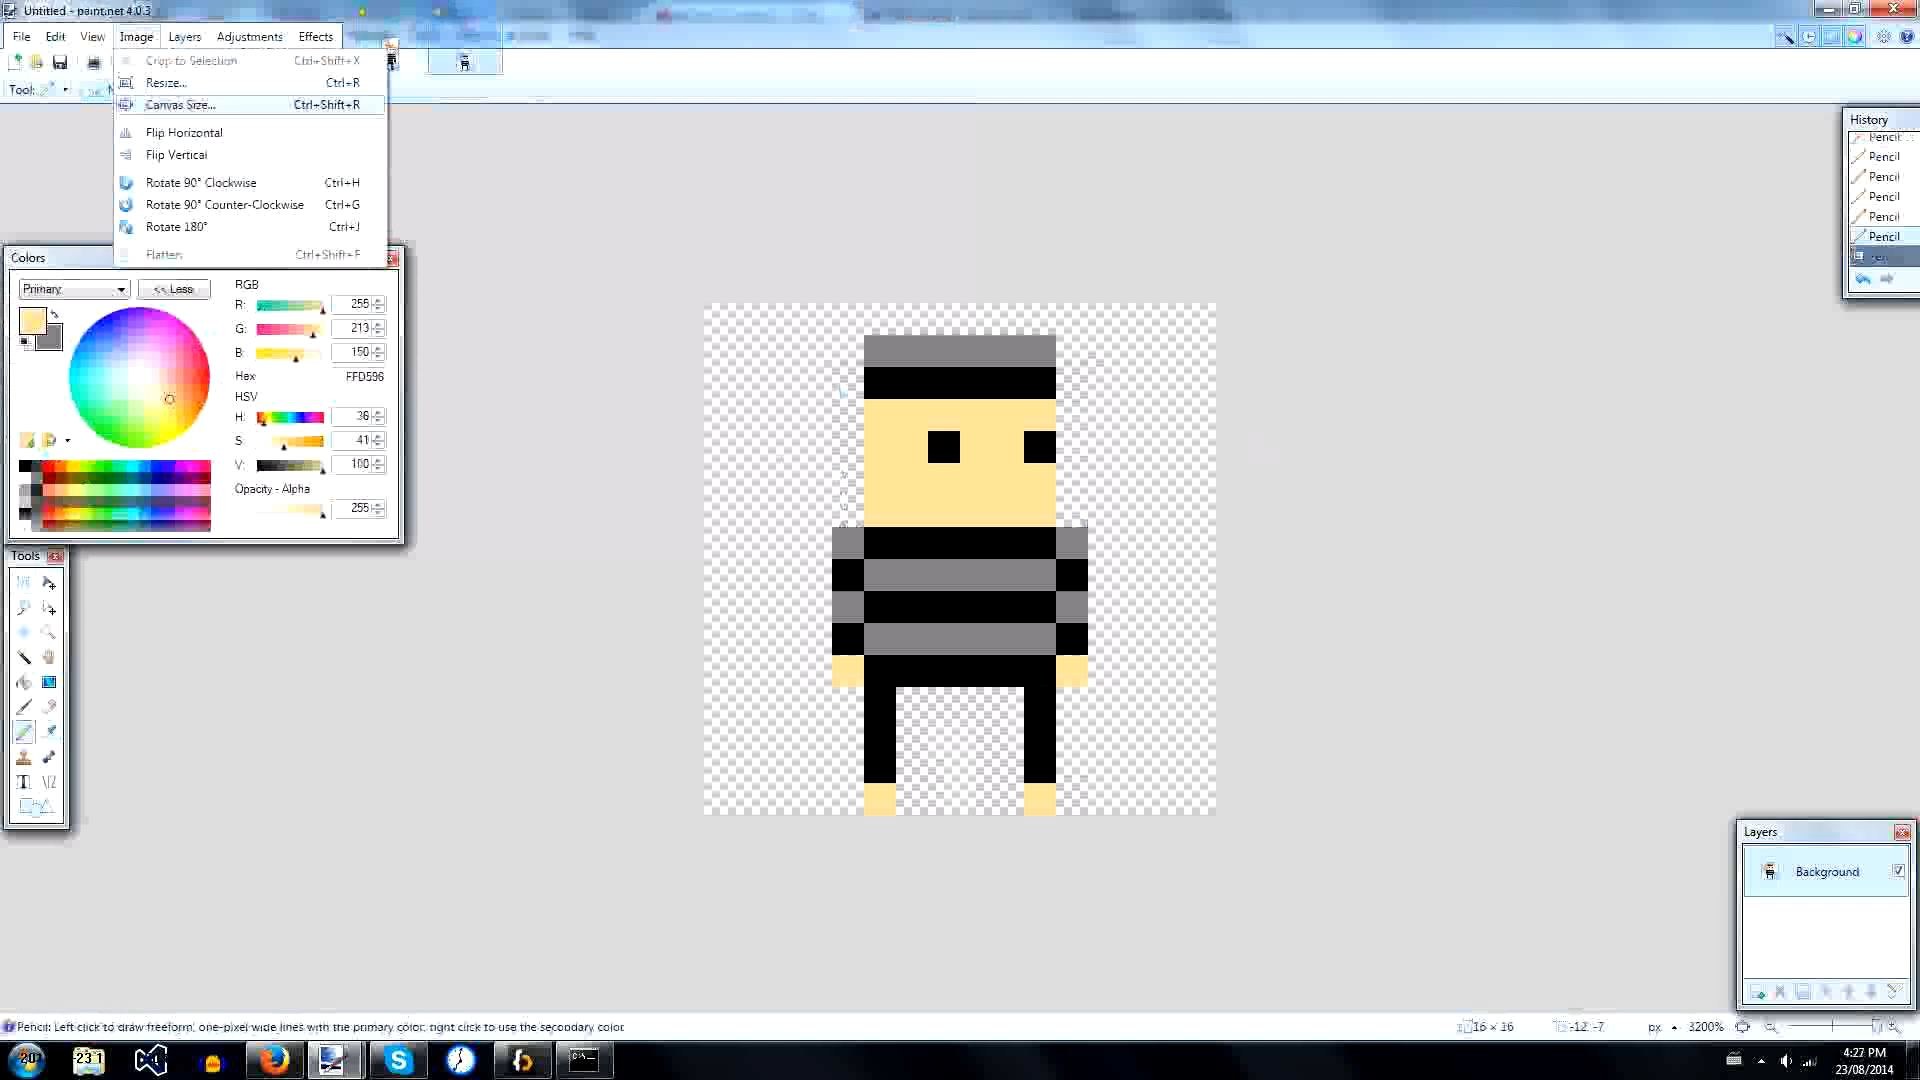 Untitled - paint.net 4.0.3
File Edit View Image Layers Adjustments Effects
Crop to Selection Ctrl+Shift+X
Resize... Ctrl+R
Tool:
Canvas Size... Ctrl+Shift+R
Flip Horizontal
Flip Vertical
Rotate 90° Clockwise Ctrl+H
Rotate 90° Counter-Clockwise Ctrl+G
Rotate 180° Ctrl+J
Flatten Ctrl+Shift+F
History
Pencil
Pencil
Pencil
Pencil
Pencil
Pencil
Colors
Primary << Less
RGB
R: 255
G: 213
B: 150
Hex FFD596
HSV
H: 36
S: 41
V: 100
Opacity - Alpha
255
Tools
Layers
Background
Pencil: Left click to draw freeform, one-pixel wide lines with the primary color, right click to use the secondary color.
16 × 16
-12, -7
px
3200%
4:27 PM
23/08/2014